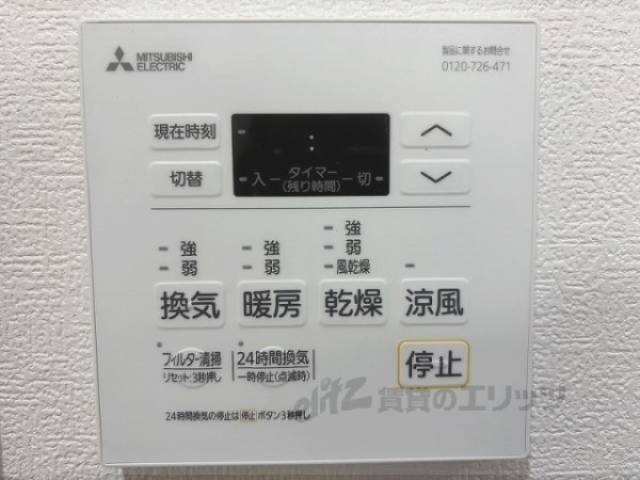 MITSUBISHI
ELECTRIC
製品に関するお問合せ
0120-726-471
現在時刻
:
切替
タイマー
入 (残り時間) 切
強
弱
換気
強
弱
暖房
強
弱
風乾燥
乾燥
涼風
フィルター清掃
リセット:3秒押し
24時間換気
一時停止(点滅時)
停止
24時間換気の停止は 停止 ボタン3秒押し
elitz 賃貸のエリッツ